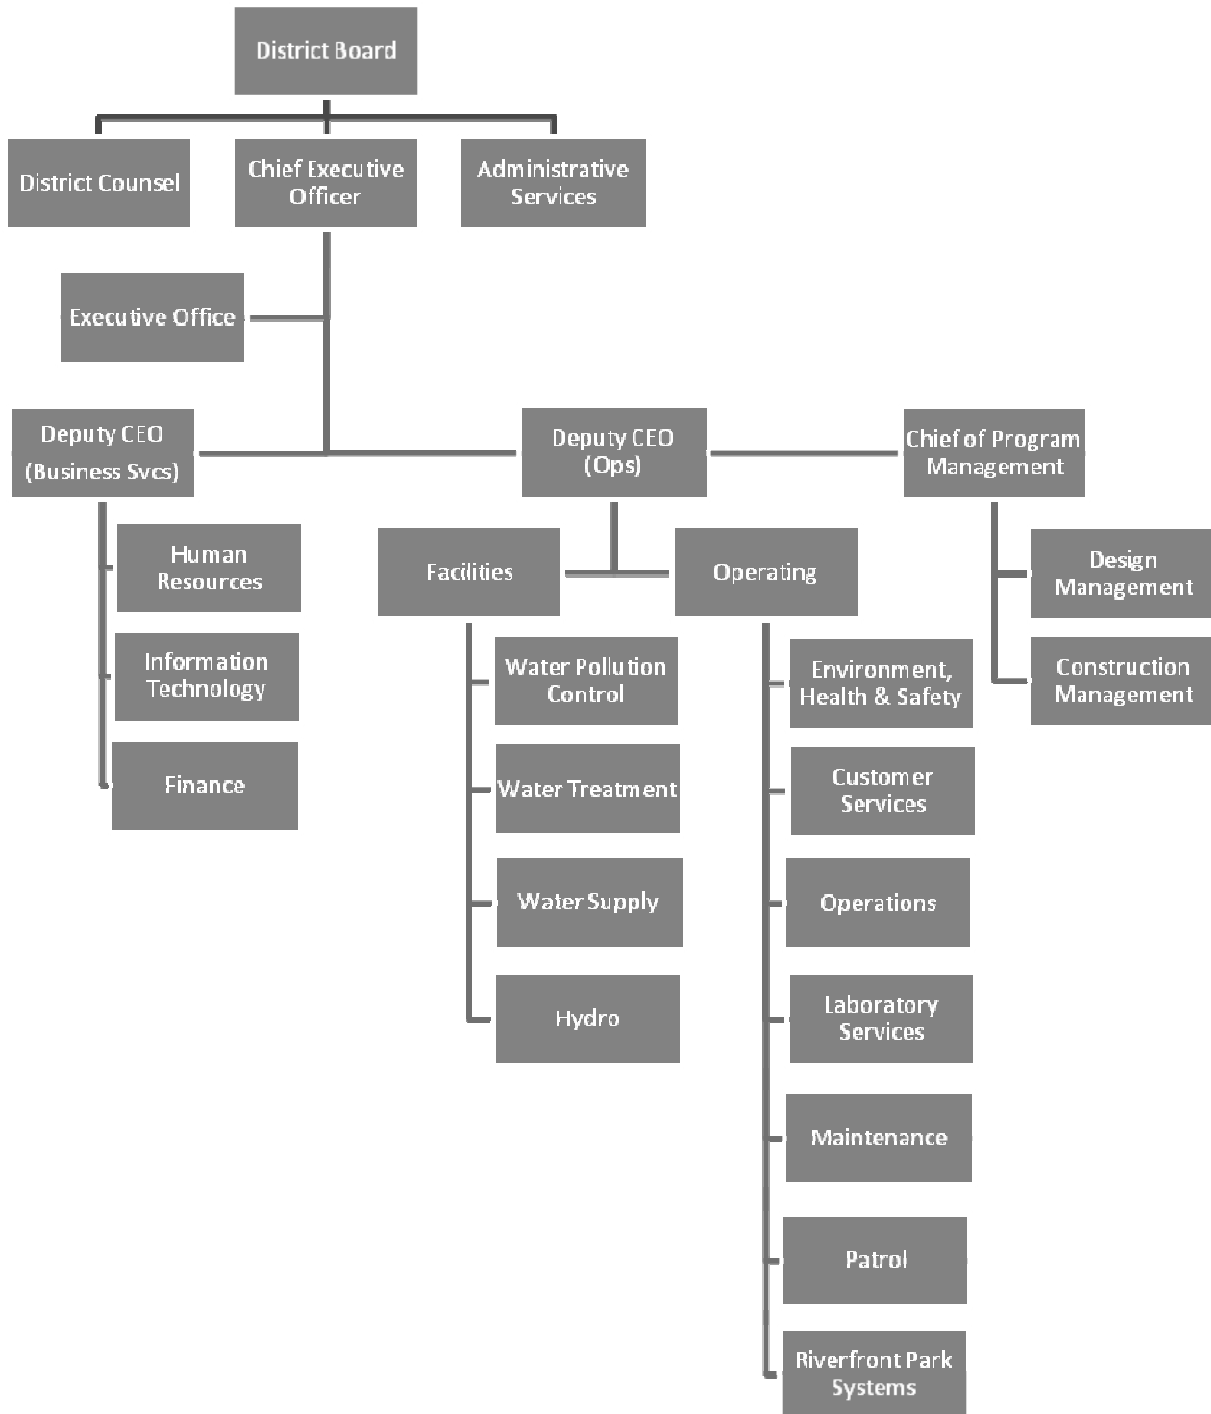 District Board
District Counsel
Chief Executive
Officer
Administrative
Services
Executive Office
Deputy CEO
(Business Svcs)
Deputy CEO
(Ops)
Chief of Program
Management
Human
Resources
Information
Technology
Finance
Facilities
Operating
Water Pollution
Control
Water Treatment
Water Supply
Hydro
Environment,
Health & Safety
Customer
Services
Operations
Laboratory
Services
Maintenance
Patrol
Riverfront Park
Systems
Design
Management
Construction
Management